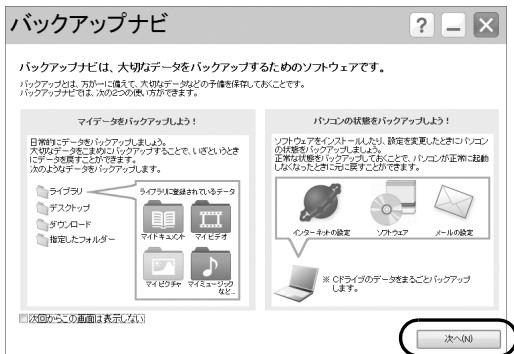 バックアップナビ
? － ×
バックアップナビは、大切なデータをバックアップするためのソフトウェアです。
バックアップとは、万が一に備えて、大切なデータなどの予備を保存しておくことです。
バックアップナビでは、次の2つの使い方ができます。
マイデータをバックアップしよう！
日常的にデータをバックアップしましょう。
大切なデータをこまめにバックアップすることで、いざというとき
にデータを戻すことができます。
次のようなデータをバックアップします。
ライブラリ
デスクトップ
ダウンロード
指定したフォルダー
ライブラリに登録されているデータ
マイドキュメント マイビデオ
マイピクチャ マイミュージック
など...
パソコンの状態をバックアップしよう！
ソフトウェアをインストールしたり、設定を変更したときにパソコン
の状態をバックアップしましょう。
正常な状態をバックアップしておくことで、パソコンが正常に起動
しなくなったときに元に戻すことができます。
インターネットの設定 ソフトウェア メールの設定
※ Cドライブのデータをまるごとバックアップ
します。
次回からこの画面は表示しない
次へ(N)